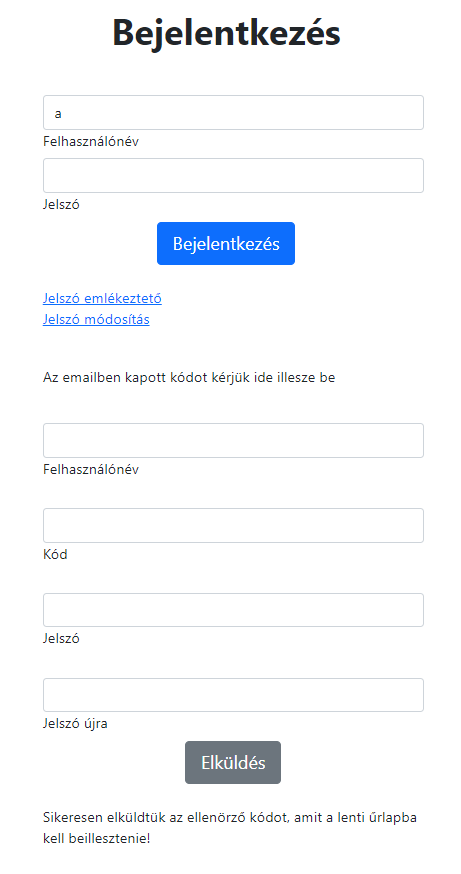 Bejelentkezés
a
Felhasználónév
Jelszó
Bejelentkezés
Jelszó emlékeztető
Jelszó módosítás
Az emailben kapott kódot kérjük ide illesze be
Felhasználónév
Kód
Jelszó
Jelszó újra
Elküldés
Sikeresen elküldtük az ellenörző kódot, amit a lenti űrlapba
kell beillesztenie!